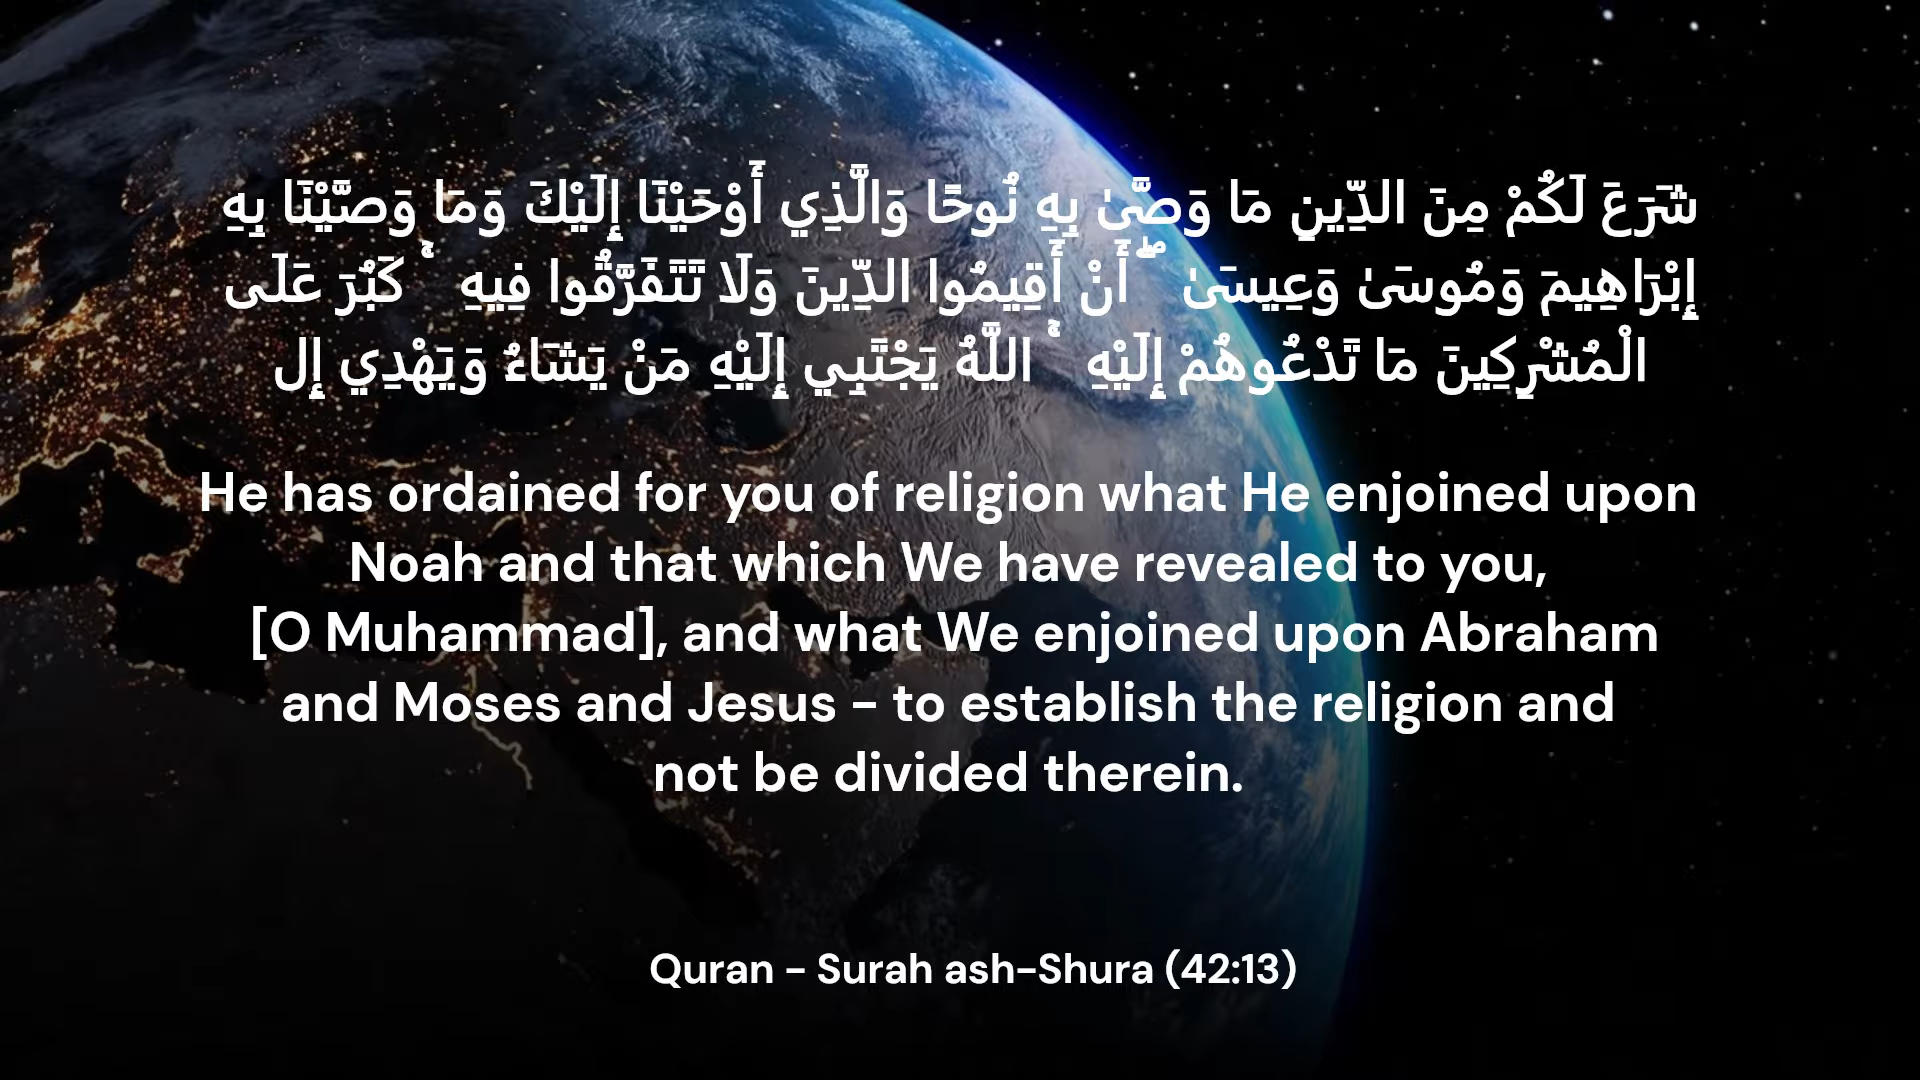 شَرَعَ لَكُمْ مِنَ الدِّينِ مَا وَصَّىٰ بِهِ نُوحًا وَالَّذِي أَوْحَيْنَا إِلَيْكَ وَمَا وَصَّيْنَا بِهِ
إِبْرَاهِيمَ وَمُوسَىٰ وَعِيسَىٰ ۖ أَنْ أَقِيمُوا الدِّينَ وَلَا تَتَفَرَّقُوا فِيهِ ۚ كَبُرَ عَلَى
الْمُشْرِكِينَ مَا تَدْعُوهُمْ إِلَيْهِ ۚ اللَّهُ يَجْتَبِي إِلَيْهِ مَنْ يَشَاءُ وَيَهْدِي إِل
He has ordained for you of religion what He enjoined upon
Noah and that which We have revealed to you,
[O Muhammad], and what We enjoined upon Abraham
and Moses and Jesus – to establish the religion and
not be divided therein.
Quran – Surah ash-Shura (42:13)